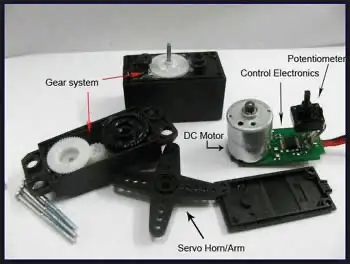 Potentiometer
Gear system
Control Electronics
DC Motor
Servo Horn/Arm